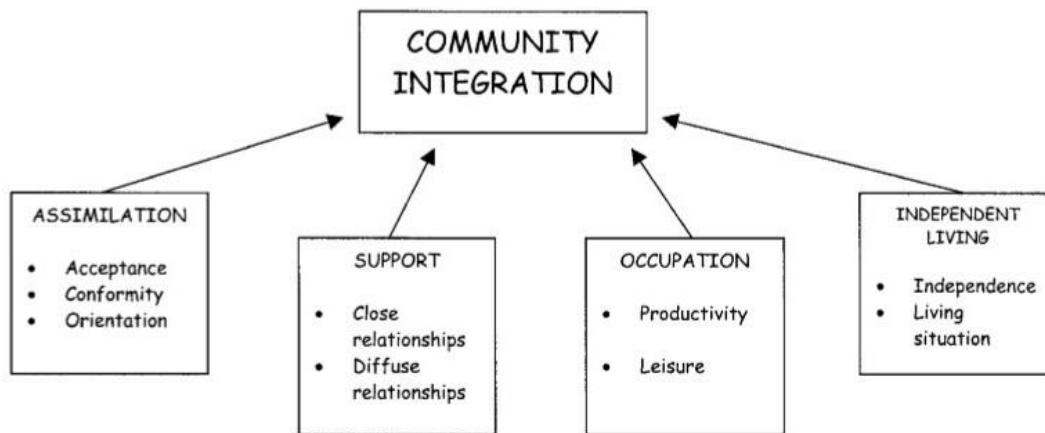 COMMUNITY
INTEGRATION
ASSIMILATION
• Acceptance
• Conformity
• Orientation
SUPPORT
• Close
relationships
• Diffuse
relationships
OCCUPATION
• Productivity
• Leisure
INDEPENDENT
LIVING
• Independence
• Living
situation